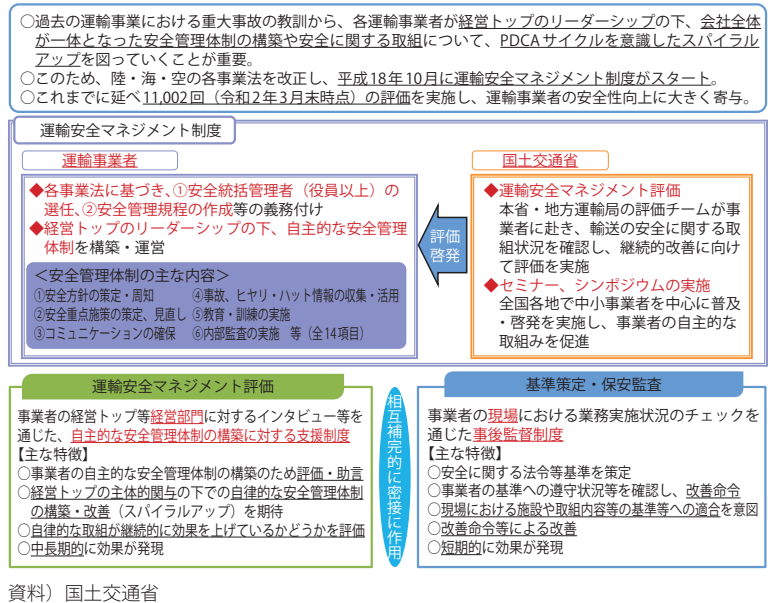 ○過去の運輸事業における重大事故の教訓から、各運輸事業者が経営トップのリーダーシップの下、会社全体
が一体となった安全管理体制の構築や安全に関する取組について、PDCAサイクルを意識したスパイラル
アップを図っていくことが重要。
○このため、陸・海・空の各事業法を改正し、平成18年10月に運輸安全マネジメント制度がスタート。
○これまでに延べ11,002回（令和2年3月末時点）の評価を実施し、運輸事業者の安全性向上に大きく寄与。
運輸安全マネジメント制度
運輸事業者
◆各事業法に基づき、①安全統括管理者（役員以上）の
選任、②安全管理規程の作成等の義務付け
◆経営トップのリーダーシップの下、自主的な安全管理
体制を構築・運営
＜安全管理体制の主な内容＞
①安全方針の策定・周知 ④事故、ヒヤリ・ハット情報の収集・活用
②安全重点施策の策定、見直し ⑤教育・訓練の実施
③コミュニケーションの確保 ⑥内部監査の実施 等（全14項目）
評価
啓発
国土交通省
◆運輸安全マネジメント評価
本省・地方運輸局の評価チームが事
業者に赴き、輸送の安全に関する取
組状況を確認し、継続的改善に向け
て評価を実施
◆セミナー、シンポジウムの実施
全国各地で中小事業者を中心に普及
・啓発を実施し、事業者の自主的な
取組みを促進
運輸安全マネジメント評価
事業者の経営トップ等経営部門に対するインタビュー等を
通じた、自主的な安全管理体制の構築に対する支援制度
【主な特徴】
○事業者の自主的な安全管理体制の構築のため評価・助言
○経営トップの主体的関与の下での自律的な安全管理体制
の構築・改善（スパイラルアップ）を期待
○自律的な取組が継続的に効果を上げているかどうかを評価
○中長期的に効果が発現
相互補完的に密接に作用
基準策定・保安監査
事業者の現場における業務実施状況のチェックを
通じた事後監督制度
【主な特徴】
○安全に関する法令等基準を策定
○事業者の基準への遵守状況等を確認し、改善命令
○現場における施設や取組内容等の基準等への適合を意図
○改善命令等による改善
○短期的に効果が発現
資料）国土交通省